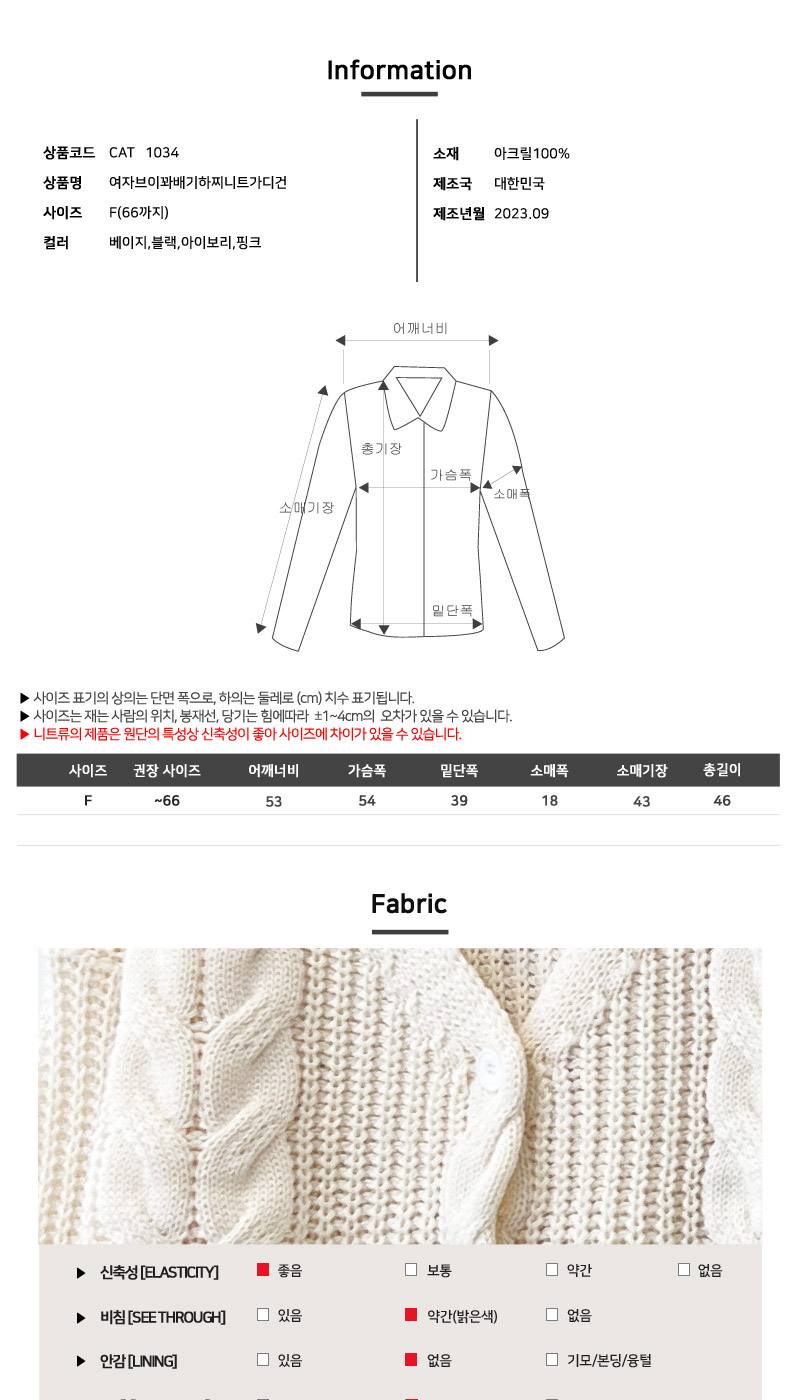 Information
상품코드 CAT 1034
상품명 여자브이꽈배기하찌니트가디건
사이즈 F(66까지)
컬러 베이지,블랙,아이보리,핑크
소재 아크릴100%
제조국 대한민국
제조년월 2023.09
어깨너비
총기장
가슴폭
소매폭
소매기장
밑단폭
▶ 사이즈 표기의 상의는 단면 폭으로, 하의는 둘레로 (cm) 치수 표기됩니다.
▶ 사이즈는 재는 사람의 위치, 봉재선, 당기는 힘에따라 ±1~4cm의 오차가 있을 수 있습니다.
▶ 니트류의 제품은 원단의 특성상 신축성이 좋아 사이즈에 차이가 있을 수 있습니다.
사이즈 권장 사이즈 어깨너비 가슴폭 밑단폭 소매폭 소매기장 총길이
F ~66 53 54 39 18 43 46
Fabric
▶ 신축성 [ELASTICITY] ■ 좋음 □ 보통 □ 약간 □ 없음
▶ 비침 [SEE THROUGH] □ 있음 ■ 약간(밝은색) □ 없음
▶ 안감 [LINING] □ 있음 ■ 없음 □ 기모/본딩/융털